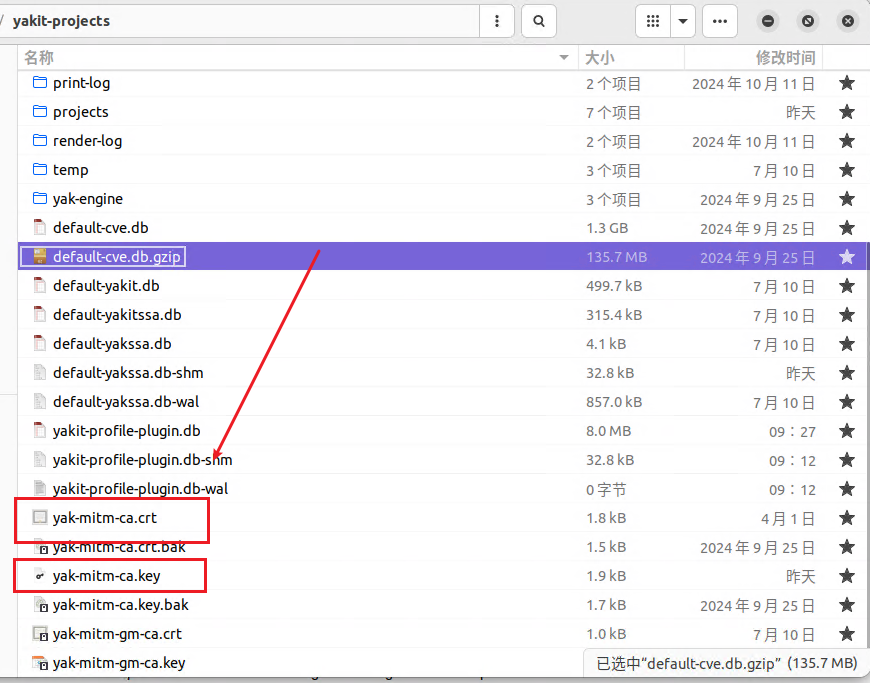 / yakit-projects
名称 大小 修改时间
print-log 2 个项目 2024 年 10 月 11 日
projects 7 个项目 昨天
render-log 2 个项目 2024 年 10 月 11 日
temp 3 个项目 7 月 10 日
yak-engine 3 个项目 2024 年 9 月 25 日
default-cve.db 1.3 GB 2024 年 9 月 25 日
default-cve.db.gzip 135.7 MB 2024 年 9 月 25 日
default-yakit.db 499.7 kB 7 月 10 日
default-yakitssa.db 315.4 kB 7 月 10 日
default-yakssa.db 4.1 kB 7 月 10 日
default-yakssa.db-shm 32.8 kB 昨天
default-yakssa.db-wal 857.0 kB 7 月 10 日
yakit-profile-plugin.db 8.0 MB 09：27
yakit-profile-plugin.db-shm 32.8 kB 09：12
yakit-profile-plugin.db-wal 0 字节 09：12
yak-mitm-ca.crt 1.8 kB 4 月 1 日
yak-mitm-ca.crt.bak 1.5 kB 2024 年 9 月 25 日
yak-mitm-ca.key 1.9 kB 昨天
yak-mitm-ca.key.bak 1.7 kB 2024 年 9 月 25 日
yak-mitm-gm-ca.crt 1.0 kB 7 月 10 日
yak-mitm-gm-ca.key
已选中“default-cve.db.gzip” (135.7 MB)